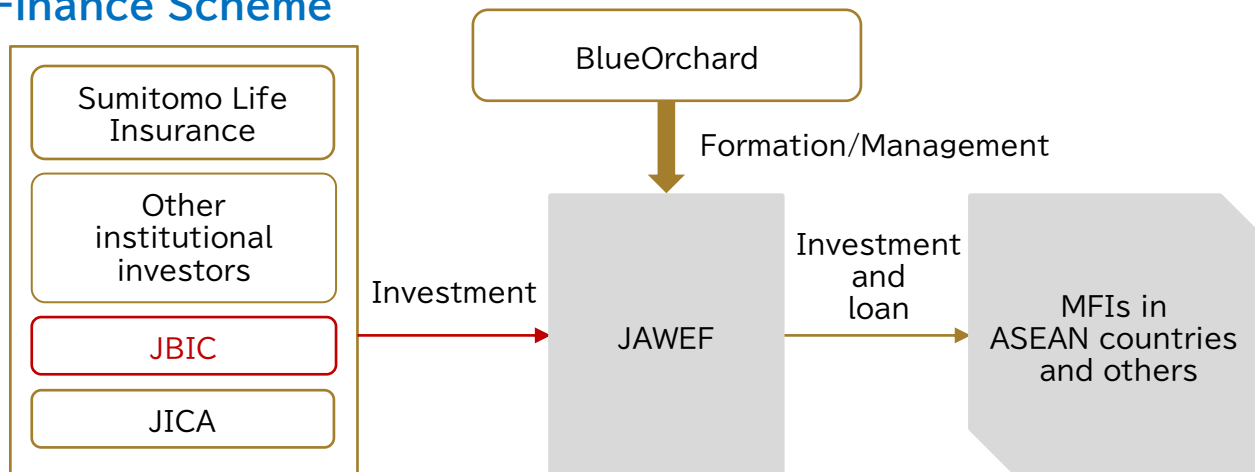 Finance Scheme
BlueOrchard
Sumitomo Life
Insurance
Formation/Management
Other
institutional
investors
Investment
Investment
and
loan
JBIC
JAWEF
MFIs in
ASEAN countries
and others
JICA